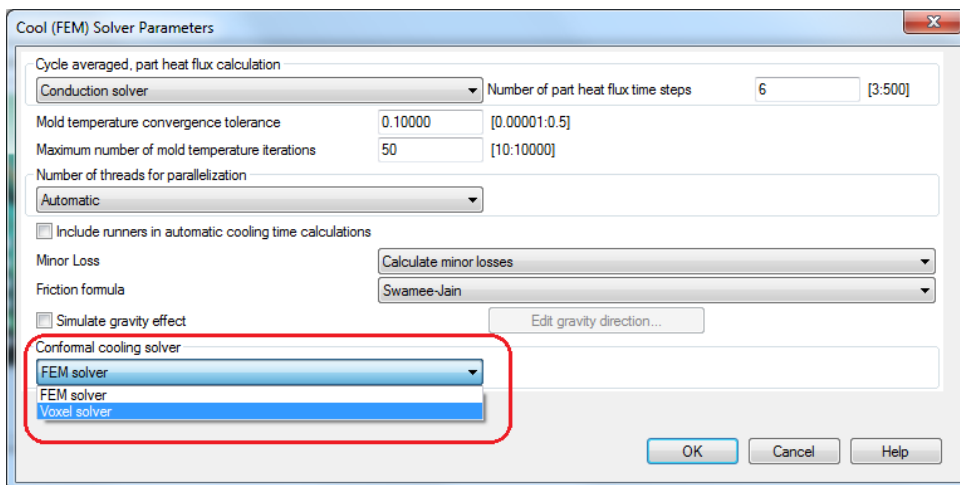 Cool (FEM) Solver Parameters
Cycle averaged, part heat flux calculation
Conduction solver
Number of part heat flux time steps 6 [3:500]
Mold temperature convergence tolerance 0.10000 [0.00001:0.5]
Maximum number of mold temperature iterations 50 [10:10000]
Number of threads for parallelization
Automatic
Include runners in automatic cooling time calculations
Minor Loss Calculate minor losses
Friction formula Swamee-Jain
Simulate gravity effect Edit gravity direction...
Conformal cooling solver
FEM solver
FEM solver
Voxel solver
OK Cancel Help